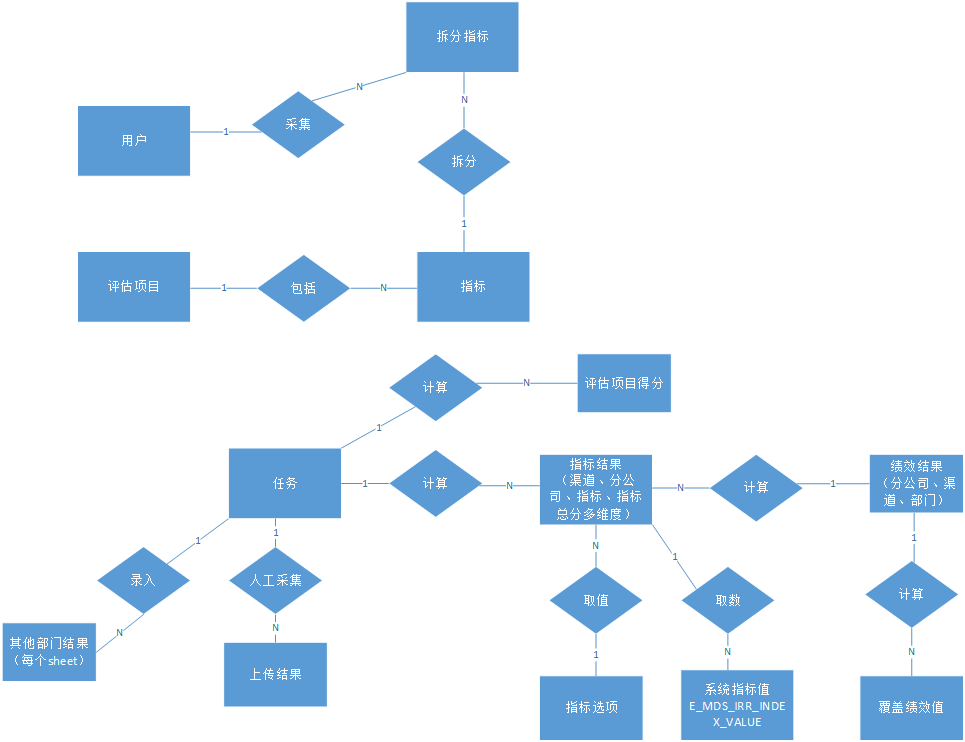 拆分指标
N
N
采集
1
用户
拆分
1
评估项目
1
包括
N
指标
计算
N
评估项目得分
1
任务
1
计算
N
指标结果
（渠道、分公
司、指标、指标
总分多维度）
N
计算
1
绩效结果
（分公司、渠
道、部门）
1
1
N
1
1
录入
人工采集
取值
取数
计算
N
N
其他部门结果
（每个sheet）
1
N
N
上传结果
指标选项
系统指标值
E_MDS_IRR_INDE
X_VALUE
覆盖绩效值